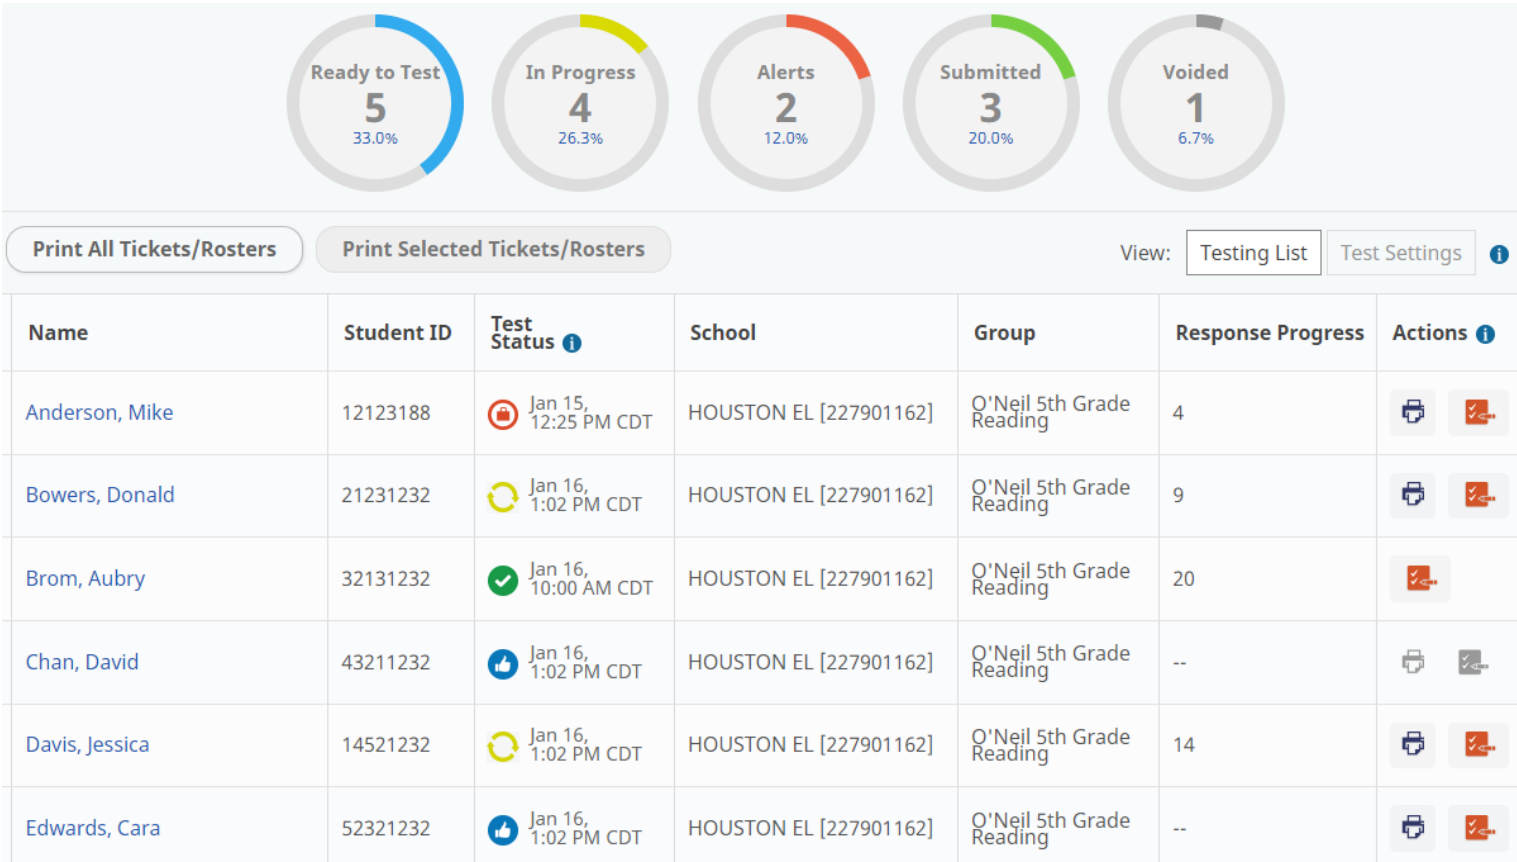 Ready to Test
5
33.0%
In Progress
4
26.3%
Alerts
2
12.0%
Submitted
3
20.0%
Voided
1
6.7%
Print All Tickets/Rosters
Print Selected Tickets/Rosters
View:
Testing List
Test Settings
Name
Student ID
Test
Status
School
Group
Response Progress
Actions
Anderson, Mike
12123188
Jan 15,
12:25 PM CDT
HOUSTON EL [227901162]
O'Neil 5th Grade
Reading
4
Bowers, Donald
21231232
Jan 16,
1:02 PM CDT
HOUSTON EL [227901162]
O'Neil 5th Grade
Reading
9
Brom, Aubry
32131232
Jan 16,
10:00 AM CDT
HOUSTON EL [227901162]
O'Neil 5th Grade
Reading
20
Chan, David
43211232
Jan 16,
1:02 PM CDT
HOUSTON EL [227901162]
O'Neil 5th Grade
Reading
--
Davis, Jessica
14521232
Jan 16,
1:02 PM CDT
HOUSTON EL [227901162]
O'Neil 5th Grade
Reading
14
Edwards, Cara
52321232
Jan 16,
1:02 PM CDT
HOUSTON EL [227901162]
O'Neil 5th Grade
Reading
--